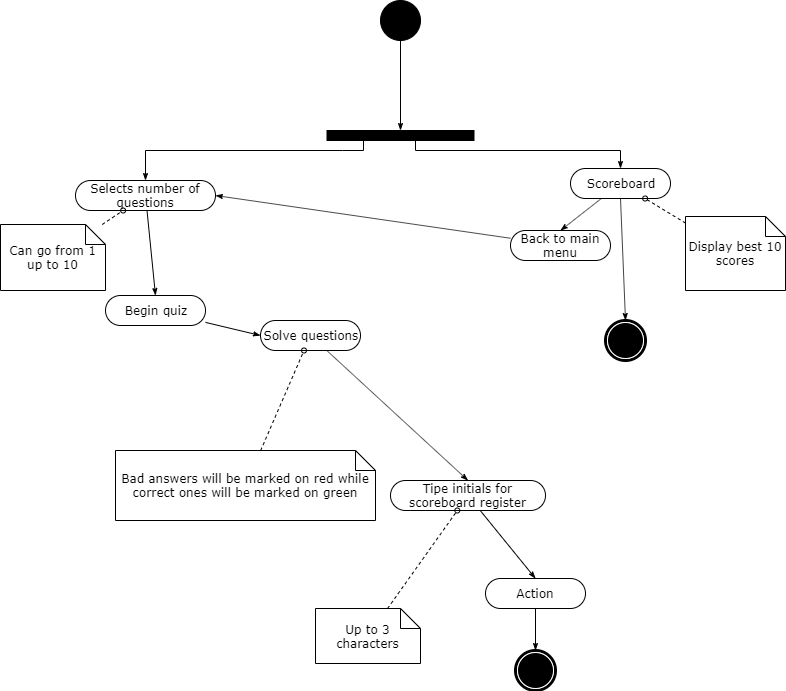 Selects number of
questions
Scoreboard
Back to main
menu
Can go from 1
up to 10
Display best 10
scores
Begin quiz
Solve questions
Bad answers will be marked on red while
correct ones will be marked on green
Tipe initials for
scoreboard register
Action
Up to 3
characters